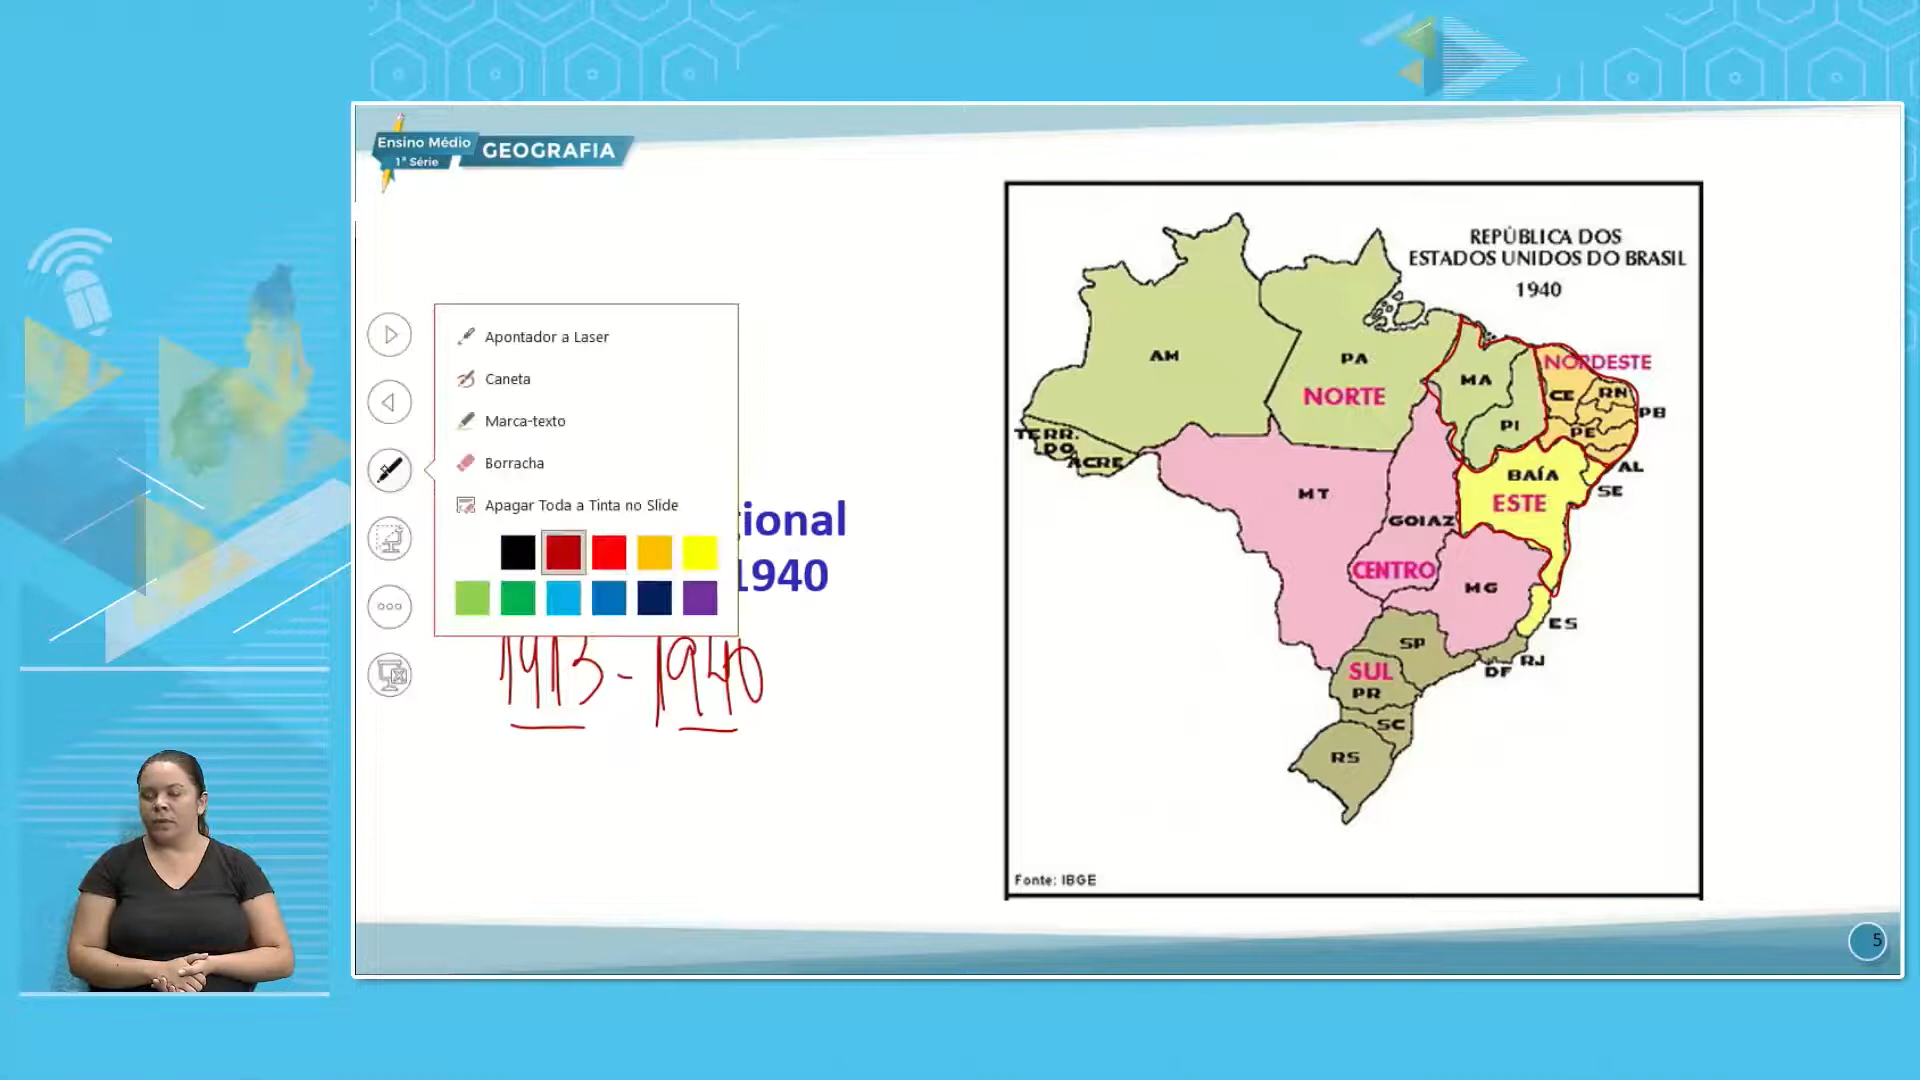 Ensino Médio
1ª Série
GEOGRAFIA
Apontador a Laser
Caneta
Marca-texto
Borracha
Apagar Toda a Tinta no Slide
ional
1940
1913 - 1940
REPÚBLICA DOS
ESTADOS UNIDOS DO BRASIL
1940
AM
PA
NORTE
MA
PI
NORDESTE
CE
RN
PB
PE
AL
SE
TERR.
DO
ACRE
BAÍA
ESTE
MT
GOIAZ
CENTRO
MG
ES
SP
RJ
DF
SUL
PR
SC
RS
Fonte: IBGE
5